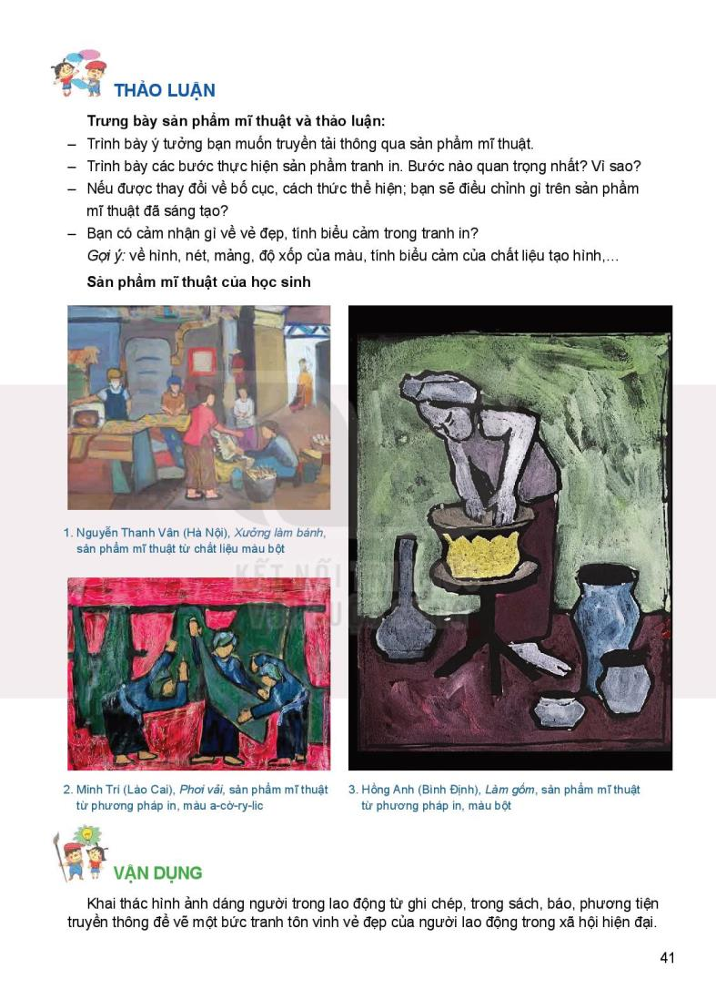 THẢO LUẬN
Trưng bày sản phẩm mĩ thuật và thảo luận:
– Trình bày ý tưởng bạn muốn truyền tải thông qua sản phẩm mĩ thuật.
– Trình bày các bước thực hiện sản phẩm tranh in. Bước nào quan trọng nhất? Vì sao?
– Nếu được thay đổi về bố cục, cách thức thể hiện; bạn sẽ điều chỉnh gì trên sản phẩm
mĩ thuật đã sáng tạo?
– Bạn có cảm nhận gì về vẻ đẹp, tính biểu cảm trong tranh in?
Gợi ý: về hình, nét, mảng, độ xốp của màu, tính biểu cảm của chất liệu tạo hình,...
Sản phẩm mĩ thuật của học sinh
1. Nguyễn Thanh Vân (Hà Nội), Xưởng làm bánh,
sản phẩm mĩ thuật từ chất liệu màu bột
2. Minh Trí (Lào Cai), Phơi vải, sản phẩm mĩ thuật
từ phương pháp in, màu a-cờ-ry-lic
3. Hồng Anh (Bình Định), Làm gốm, sản phẩm mĩ thuật
từ phương pháp in, màu bột
VẬN DỤNG
Khai thác hình ảnh dáng người trong lao động từ ghi chép, trong sách, báo, phương tiện
truyền thông để vẽ một bức tranh tôn vinh vẻ đẹp của người lao động trong xã hội hiện đại.
41